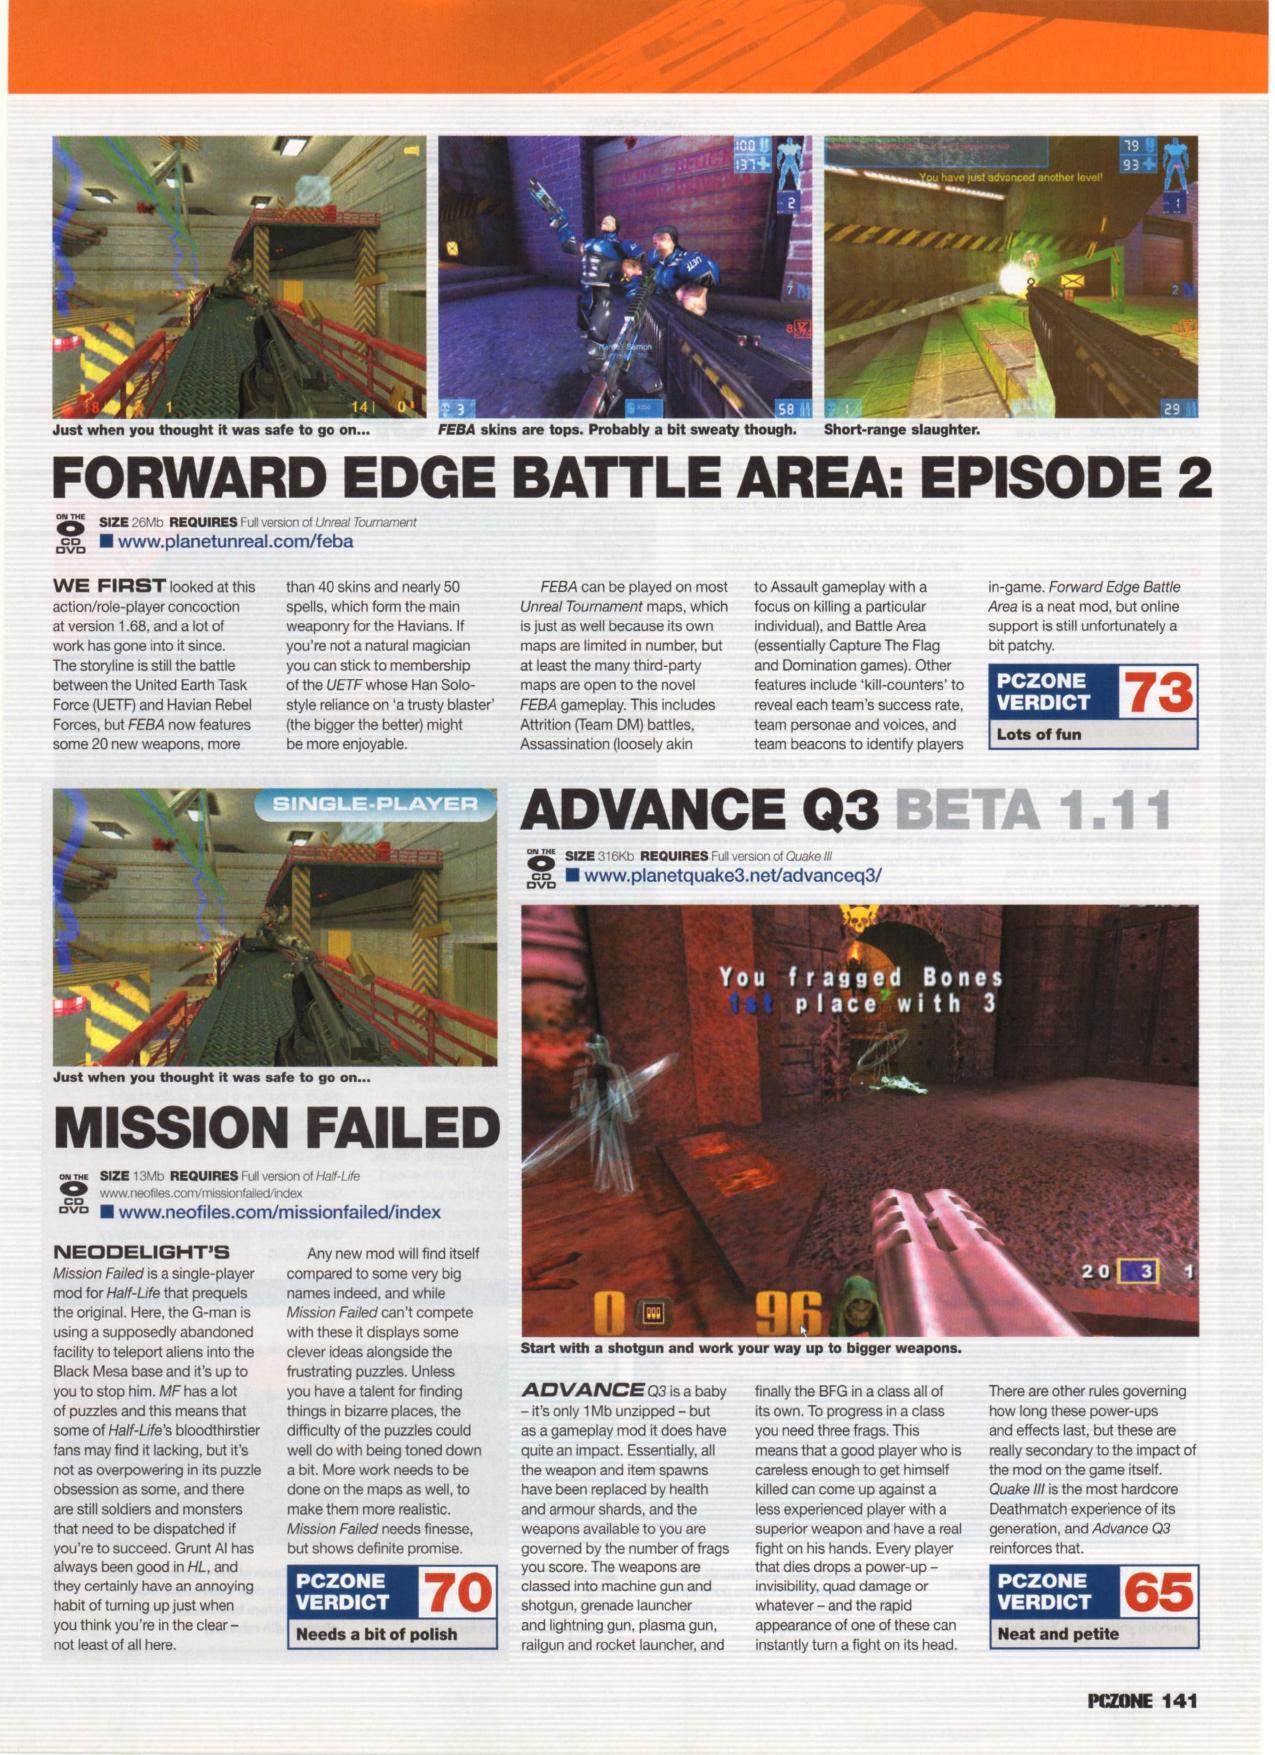 100
137
2
7
8
3
58
79
93
You have just advanced another level!
1
2
8
1
29
18
1
14| 0
Just when you thought it was safe to go on...
FEBA skins are tops. Probably a bit sweaty though.
Short-range slaughter.
FORWARD EDGE BATTLE AREA: EPISODE 2
ON THE
CD
DVD
SIZE 26Mb REQUIRES Full version of Unreal Tournament
■ www.planetunreal.com/feba
WE FIRST looked at this
action/role-player concoction
at version 1.68, and a lot of
work has gone into it since.
The storyline is still the battle
between the United Earth Task
Force (UETF) and Havian Rebel
Forces, but FEBA now features
some 20 new weapons, more
than 40 skins and nearly 50
spells, which form the main
weaponry for the Havians. If
you're not a natural magician
you can stick to membership
of the UETF whose Han Solo-
style reliance on 'a trusty blaster'
(the bigger the better) might
be more enjoyable.
FEBA can be played on most
Unreal Tournament maps, which
is just as well because its own
maps are limited in number, but
at least the many third-party
maps are open to the novel
FEBA gameplay. This includes
Attrition (Team DM) battles,
Assassination (loosely akin
to Assault gameplay with a
focus on killing a particular
individual), and Battle Area
(essentially Capture The Flag
and Domination games). Other
features include 'kill-counters' to
reveal each team's success rate,
team personae and voices, and
team beacons to identify players
in-game. Forward Edge Battle
Area is a neat mod, but online
support is still unfortunately a
bit patchy.
PCZONE
VERDICT
73
Lots of fun
SINGLE-PLAYER
Just when you thought it was safe to go on...
MISSION FAILED
ON THE
CD
DVD
SIZE 13Mb REQUIRES Full version of Half-Life
www.neofiles.com/missionfailed/index
■ www.neofiles.com/missionfailed/index
NEODELIGHT'S
Mission Failed is a single-player
mod for Half-Life that prequels
the original. Here, the G-man is
using a supposedly abandoned
facility to teleport aliens into the
Black Mesa base and it's up to
you to stop him. MF has a lot
of puzzles and this means that
some of Half-Life's bloodthirstier
fans may find it lacking, but it's
not as overpowering in its puzzle
obsession as some, and there
are still soldiers and monsters
that need to be dispatched if
you're to succeed. Grunt AI has
always been good in HL, and
they certainly have an annoying
habit of turning up just when
you think you're in the clear –
not least of all here.
Any new mod will find itself
compared to some very big
names indeed, and while
Mission Failed can't compete
with these it displays some
clever ideas alongside the
frustrating puzzles. Unless
you have a talent for finding
things in bizarre places, the
difficulty of the puzzles could
well do with being toned down
a bit. More work needs to be
done on the maps as well, to
make them more realistic.
Mission Failed needs finesse,
but shows definite promise.
PCZONE
VERDICT
70
Needs a bit of polish
ADVANCE Q3 BETA 1.11
ON THE
CD
DVD
SIZE 316Kb REQUIRES Full version of Quake III
■ www.planetquake3.net/advanceq3/
You fragged Bones
1st place with 3
20 3 1
0
96
Start with a shotgun and work your way up to bigger weapons.
ADVANCE Q3 is a baby
– it's only 1Mb unzipped – but
as a gameplay mod it does have
quite an impact. Essentially, all
the weapon and item spawns
have been replaced by health
and armour shards, and the
weapons available to you are
governed by the number of frags
you score. The weapons are
classed into machine gun and
shotgun, grenade launcher
and lightning gun, plasma gun,
railgun and rocket launcher, and
finally the BFG in a class all of
its own. To progress in a class
you need three frags. This
means that a good player who is
careless enough to get himself
killed can come up against a
less experienced player with a
superior weapon and have a real
fight on his hands. Every player
that dies drops a power-up –
invisibility, quad damage or
whatever – and the rapid
appearance of one of these can
instantly turn a fight on its head.
There are other rules governing
how long these power-ups
and effects last, but these are
really secondary to the impact of
the mod on the game itself.
Quake III is the most hardcore
Deathmatch experience of its
generation, and Advance Q3
reinforces that.
PCZONE
VERDICT
65
Neat and petite
PCZONE 141